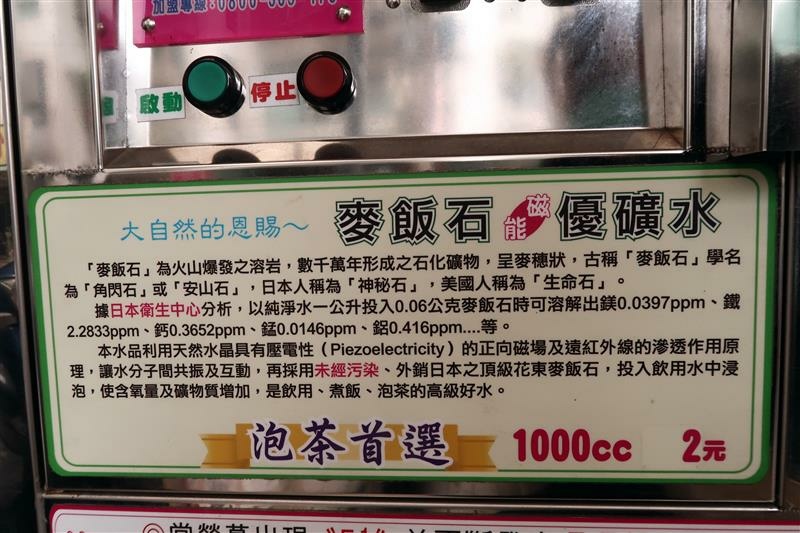 加盟專線:0800-
啟動
停止
大自然的恩賜～ 麥飯石 磁能 優礦水
「麥飯石」為火山爆發之溶岩，數千萬年形成之石化礦物，呈麥穗狀，古稱「麥飯石」學名
為「角閃石」或「安山石」，日本人稱為「神秘石」，美國人稱為「生命石」。
據日本衛生中心分析，以純淨水一公升投入0.06公克麥飯石時可溶解出鎂0.0397ppm、鐵
2.2833ppm、鈣0.3652ppm、錳0.0146ppm、鋁0.416ppm....等。
本水品利用天然水晶具有壓電性（Piezoelectricity）的正向磁場及遠紅外線的滲透作用原
理，讓水分子間共振及互動，再採用未經污染、外銷日本之頂級花東麥飯石，投入飲用水中浸
泡，使含氧量及礦物質增加，是飲用、煮飯、泡茶的高級好水。
泡茶首選 1000cc 2元